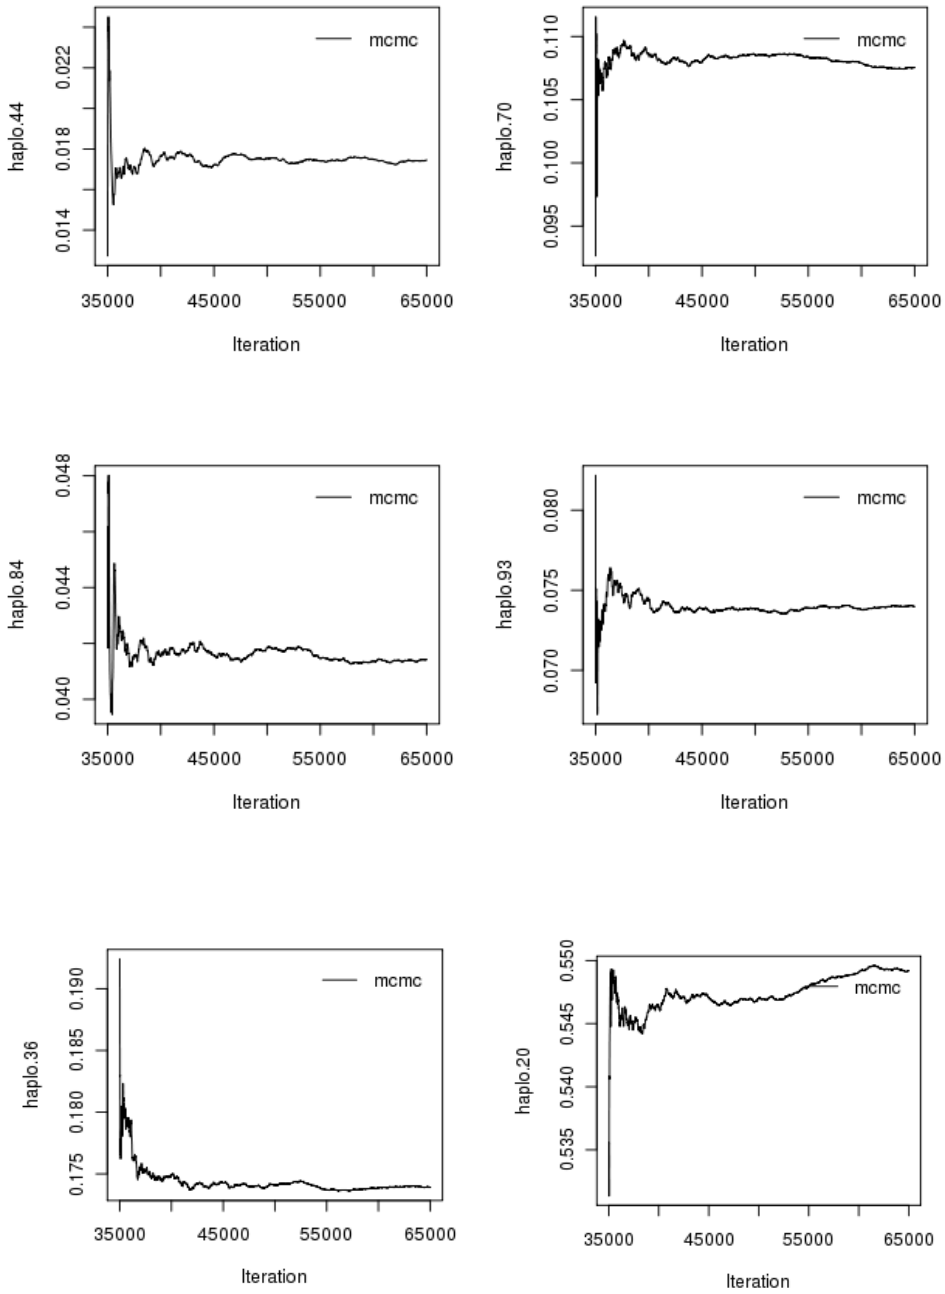 mcmc
haplo.44
0.022
0.018
0.014
35000 45000 55000 65000
Iteration
mcmc
haplo.70
0.110
0.105
0.100
0.095
35000 45000 55000 65000
Iteration
mcmc
haplo.84
0.048
0.044
0.040
35000 45000 55000 65000
Iteration
mcmc
haplo.93
0.080
0.075
0.070
35000 45000 55000 65000
Iteration
mcmc
haplo.36
0.190
0.185
0.180
0.175
35000 45000 55000 65000
Iteration
mcmc
haplo.20
0.550
0.545
0.540
0.535
35000 45000 55000 65000
Iteration